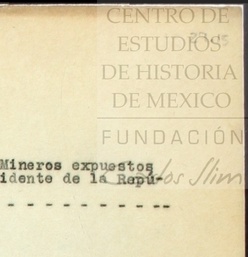 CENTRO DE
ESTUDIOS
DE HISTORIA
DE MEXICO
FUNDACIÓN
Carlos Slim
Mineros expuestos
idente de la Repú-
- - - - - - - - - - -